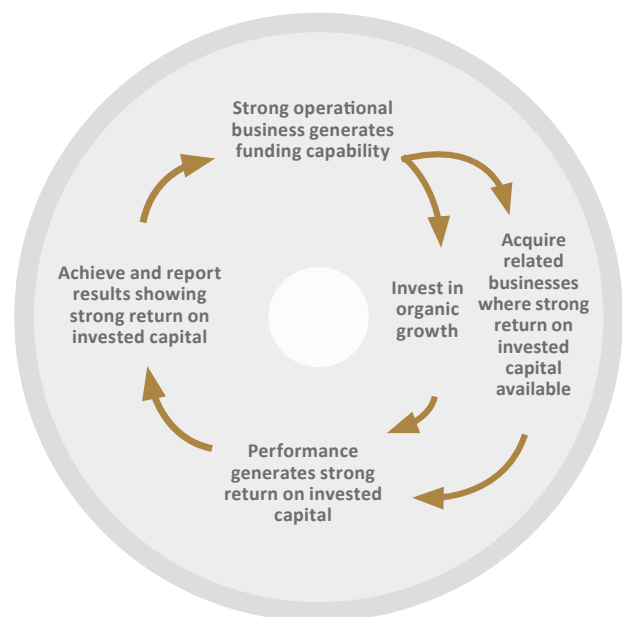 Strong operational
business generates
funding capability
Acquire
related
businesses
where strong
return on
invested
capital
available
Invest in
organic
growth
Performance
generates strong
return on invested
capital
Achieve and report
results showing
strong return on
invested capital